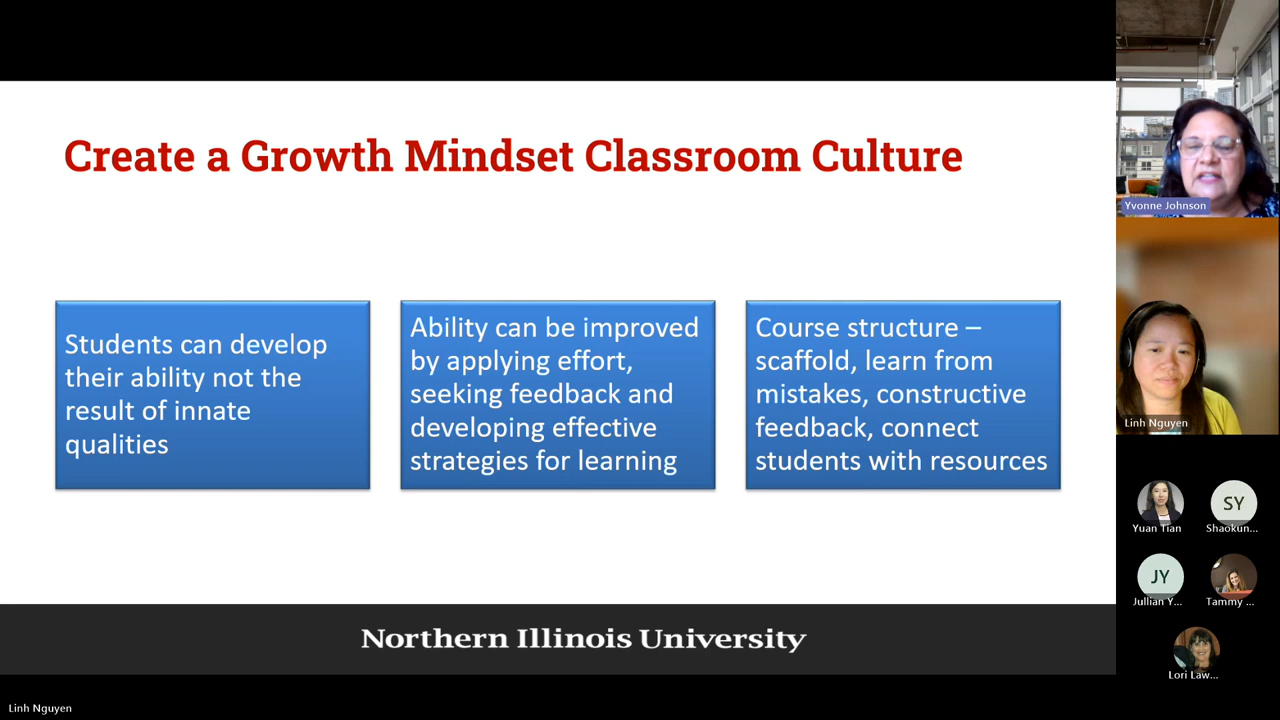 Create a Growth Mindset Classroom Culture
Students can develop
their ability not the
result of innate
qualities
Ability can be improved
by applying effort,
seeking feedback and
developing effective
strategies for learning
Course structure –
scaffold, learn from
mistakes, constructive
feedback, connect
students with resources
Northern Illinois University
Yvonne Johnson
Linh Nguyen
Yuan Tian
SY
Shaokun...
JY
Jullian Y...
Tammy ...
Lori Law...
Linh Nguyen